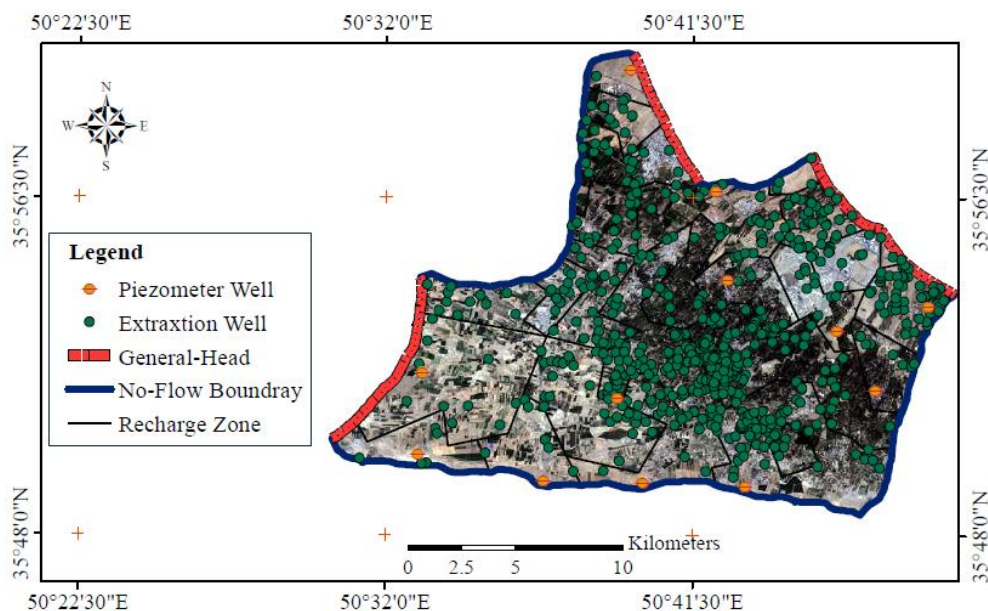 50°22'30"E 50°32'0"E 50°41'30"E
N
W E
S
35°56'30"N 35°56'30"N
Legend
Piezometer Well
Extraxtion Well
General-Head
No-Flow Boundray
Recharge Zone
35°48'0"N 35°48'0"N
Kilometers
0 2.5 5 10
50°22'30"E 50°32'0"E 50°41'30"E